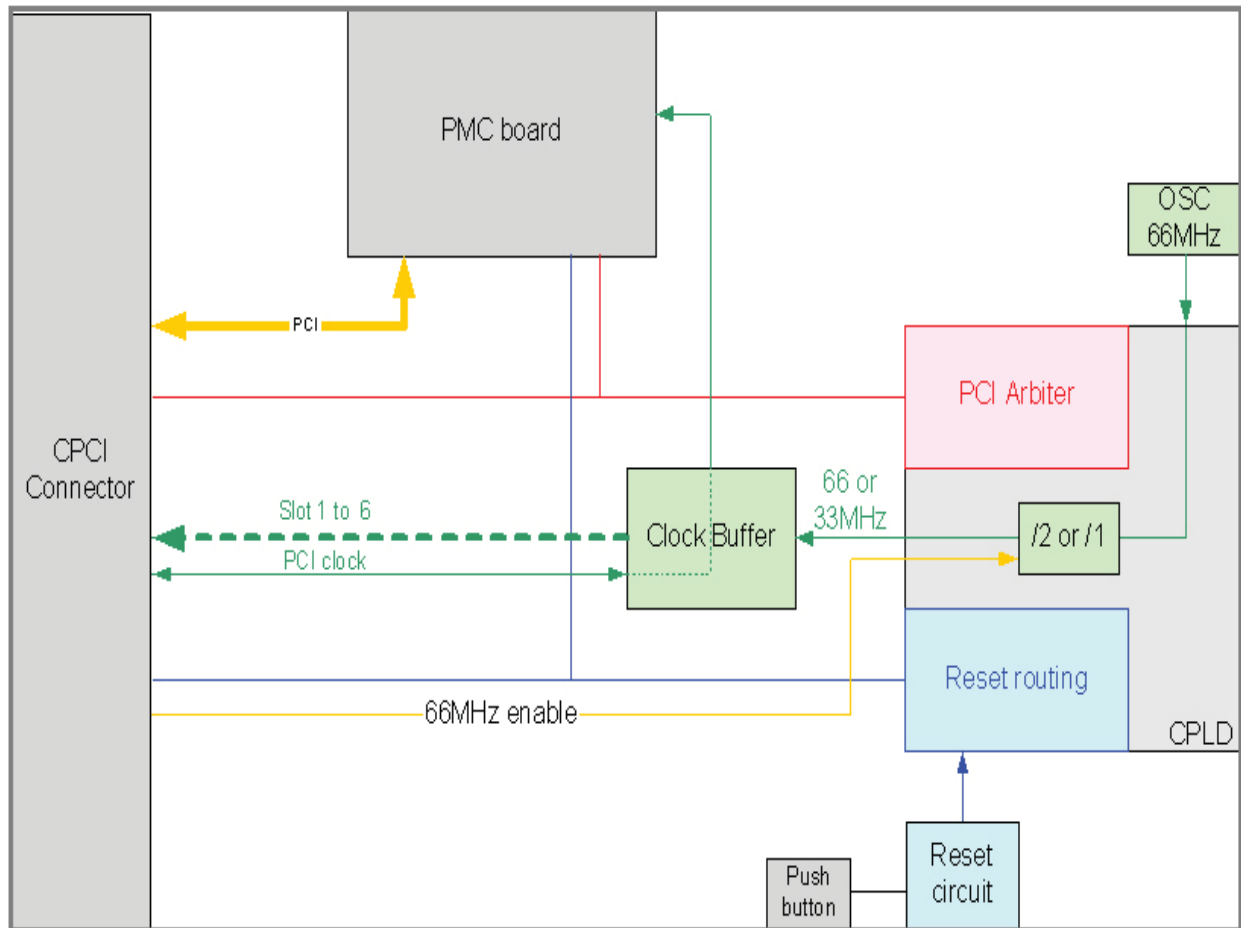 PMC board
OSC
66MHz
PCI
PCI Arbiter
CPCI
Connector
Slot 1 to 6
PCI clock
Clock Buffer
66 or
33MHz
/2 or /1
Reset routing
66MHz enable
CPLD
Push
button
Reset
circuit